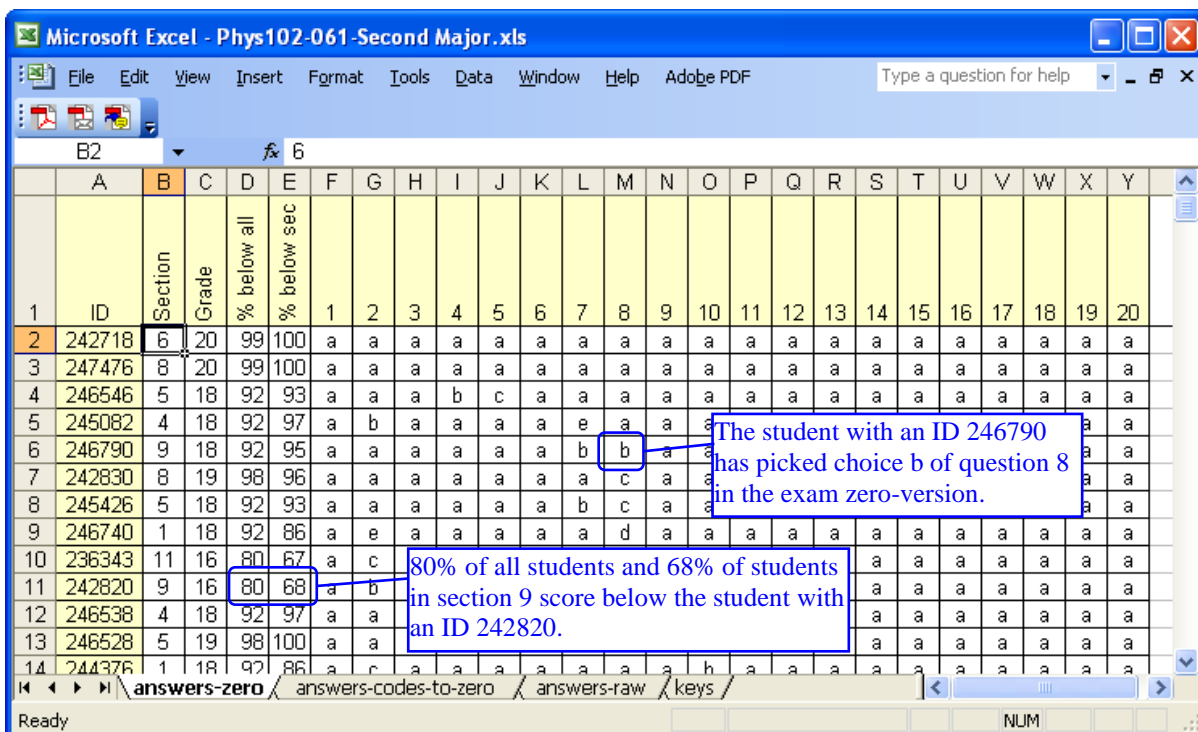 Microsoft Excel - Phys102-061-Second Major.xls
File Edit View Insert Format Tools Data Window Help Adobe PDF Type a question for help
B2 fx 6
A B C D E F G H I J K L M N O P Q R S T U V W X Y
1 ID Section Grade % below all % below sec 1 2 3 4 5 6 7 8 9 10 11 12 13 14 15 16 17 18 19 20
2 242718 6 20 99 100 a a a a a a a a a a a a a a a a a a a a
3 247476 8 20 99 100 a a a a a a a a a a a a a a a a a a a a
4 246546 5 18 92 93 a a a b c a a a a a a a a a a a a a a a
5 245082 4 18 92 97 a b a a a a e a a a a a
6 246790 9 18 92 95 a a a a a a b b a a a a
7 242830 8 19 98 96 a a a a a a a c a a a a
8 245426 5 18 92 93 a a a a a a b c a a a a
The student with an ID 246790
has picked choice b of question 8
in the exam zero-version.
9 246740 1 18 92 86 a e a a a a a d a a a a a a a a a a a a
10 236343 11 16 80 67 a c a a a a a a a
11 242820 9 16 80 68 a b a a a a a a a
12 246538 4 18 92 97 a a a a a a a a a
13 246528 5 19 98 100 a a a a a a a a a
80% of all students and 68% of students
in section 9 score below the student with
an ID 242820.
14 244376 1 18 92 86 a c a a a a a a a b a a a a a a a a a a
answers-zero answers-codes-to-zero answers-raw keys
Ready NUM